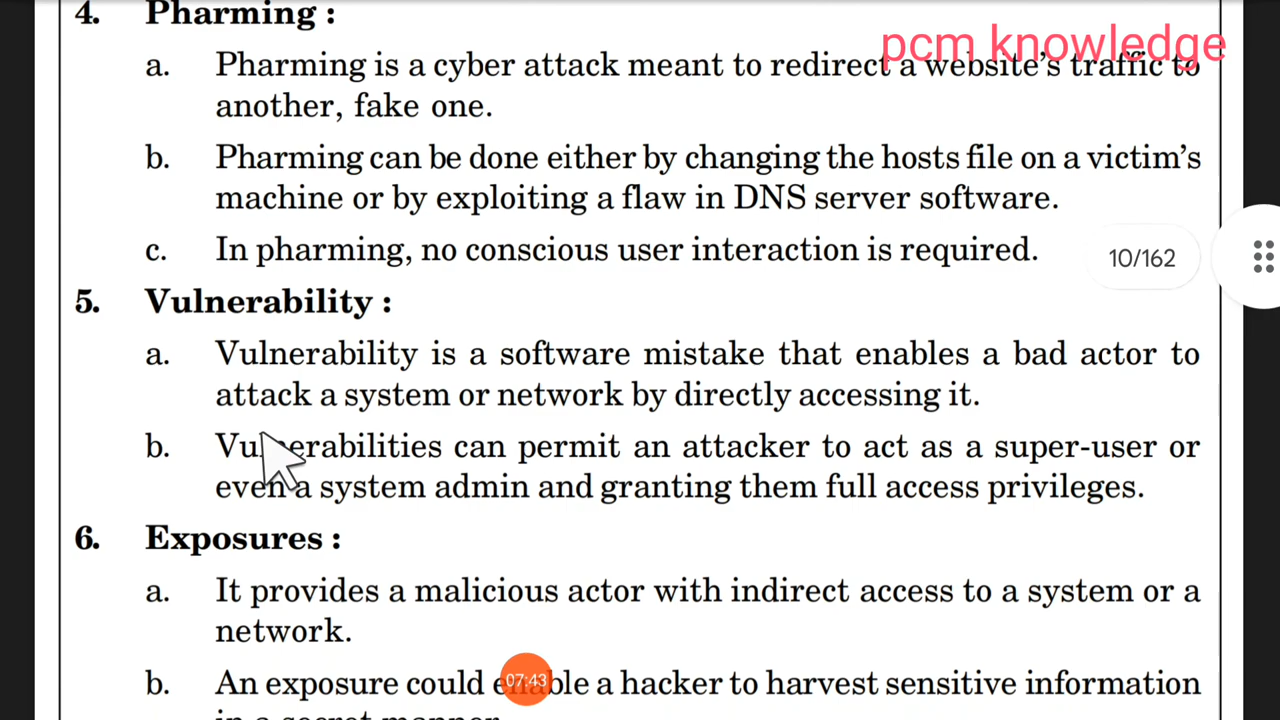 4. Pharming :
pcm knowledge
a. Pharming is a cyber attack meant to redirect a website's traffic to
another, fake one.
b. Pharming can be done either by changing the hosts file on a victim's
machine or by exploiting a flaw in DNS server software.
c. In pharming, no conscious user interaction is required.
10/162
5. Vulnerability :
a. Vulnerability is a software mistake that enables a bad actor to
attack a system or network by directly accessing it.
b. Vulnerabilities can permit an attacker to act as a super-user or
even a system admin and granting them full access privileges.
6. Exposures :
a. It provides a malicious actor with indirect access to a system or a
network.
b. An exposure could enable a hacker to harvest sensitive information
07:43
in a secret manner.